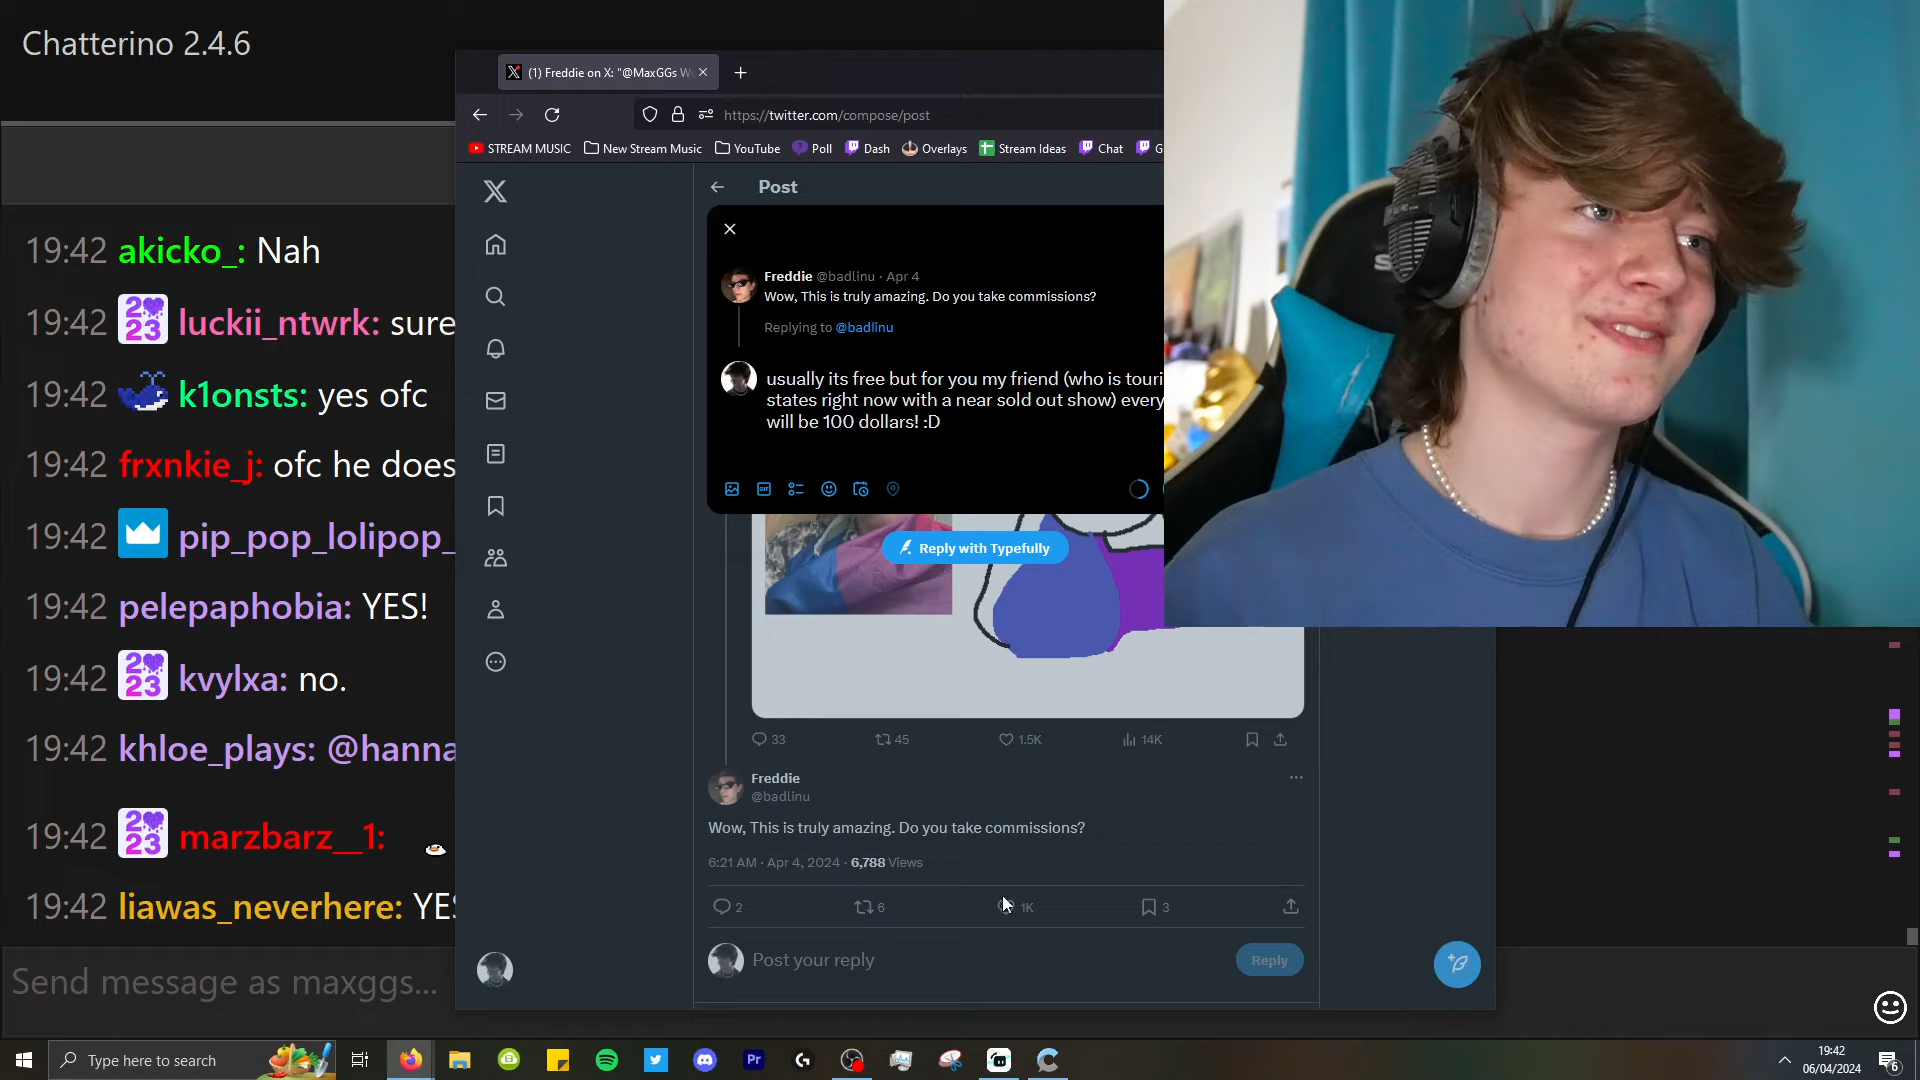 Chatterino 2.4.6
19:42 akicko_: Nah
19:42 luckii_ntwrk: sure
19:42 k1onsts: yes ofc
19:42 frxnkie_j: ofc he does
19:42 pip_pop_lolipop_
19:42 pelepaphobia: YES!
19:42 kvylxa: no.
19:42 khloe_plays: @hanna
19:42 marzbarz__1:
19:42 liawas_neverhere: YES
Send message as maxggs...
(1) Freddie on X: "@MaxGGs Wo
https://twitter.com/compose/post
STREAM MUSIC New Stream Music YouTube Poll Dash Overlays Stream Ideas Chat G
Post
Freddie @badlinu · Apr 4
Wow, This is truly amazing. Do you take commissions?
Replying to @badlinu
usually its free but for you my friend (who is touri
states right now with a near sold out show) every
will be 100 dollars! :D
GIF
Reply with Typefully
33 45 1.5K 14K
Freddie
@badlinu
Wow, This is truly amazing. Do you take commissions?
6:21 AM · Apr 4, 2024 · 6,788 Views
2 6 1K 3
Post your reply
Reply
Type here to search
Pr
19:42
06/04/2024
6